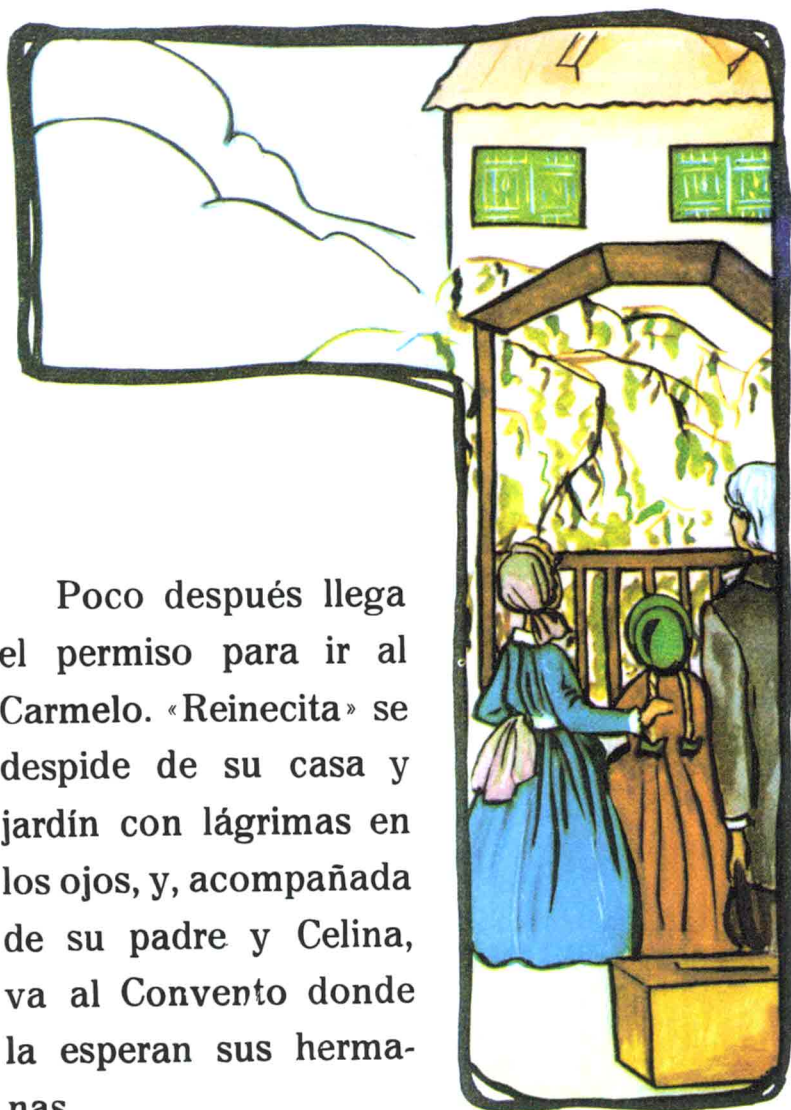 Poco después llega
el permiso para ir al
Carmelo. «Reinecita» se
despide de su casa y
jardín con lágrimas en
los ojos, y, acompañada
de su padre y Celina,
va al Convento donde
la esperan sus herma-
nas